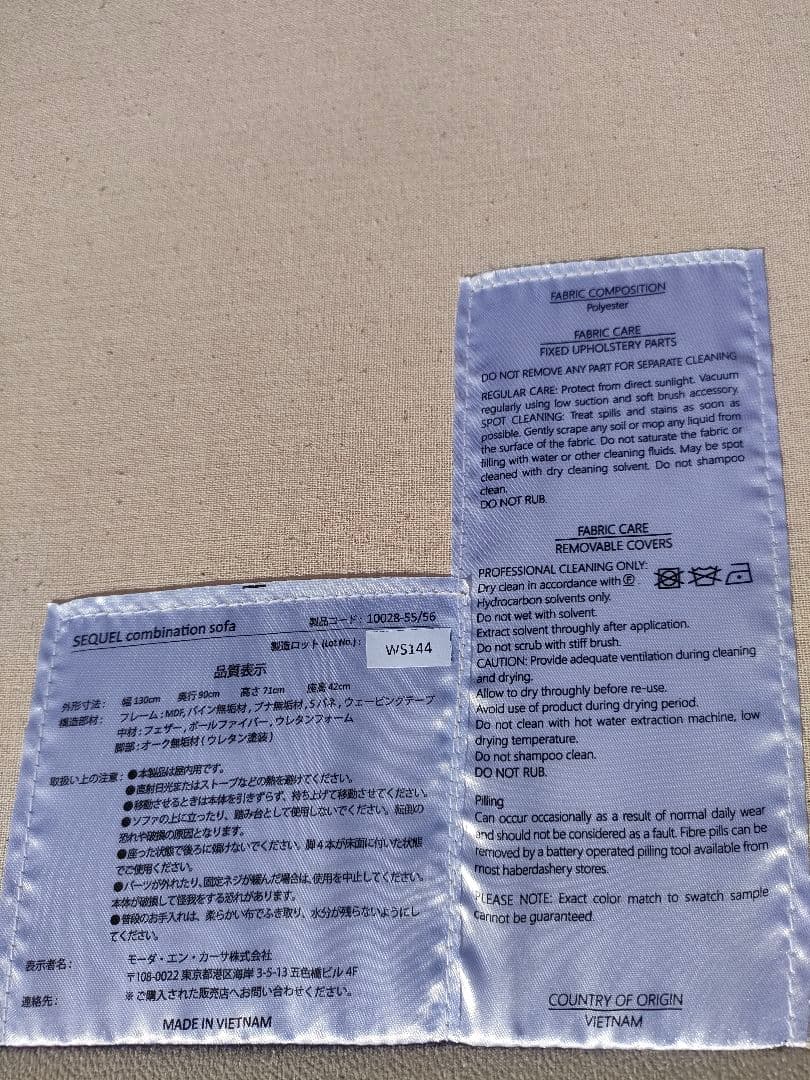 SEQUEL combination sofa
製品コード : 10028-55/56
製造ロット (Lot No.) :
WS144
品質表示
外形寸法 : 幅 130cm 奥行 90cm 高さ 71cm 座高 42cm
構造部材 : フレーム : MDF, パイン無垢材 , ブナ無垢材 , Sバネ , ウェービングテープ
中材 : フェザー , ボールファイバー , ウレタンフォーム
脚部 : オーク無垢材 ( ウレタン塗装 )
取扱い上の注意 : ●本製品は屋内用です。
●直射日光またはストーブなどの熱を避けてください。
●移動させるときは本体を引きずらず、持ち上げて移動させてください。
●ソファの上に立ったり、踏み台として使用しないでください。転倒の
恐れや破損の原因となります。
●座った状態で後ろに傾けないでください。脚４本が床面に付いた状態
でご使用ください。
●パーツが外れたり、固定ネジが緩んだ場合は、使用を中止してください。
本体が破損して怪我をする恐れがあります。
●普段のお手入れは、柔らかい布でふき取り、水分が残らないようにし
てください。
表示者名 : モーダ・エン・カーサ株式会社
〒108-0022 東京都港区海岸 3-5-13 五色橋ビル 4F
連絡先 : ※ご購入された販売店へお問い合わせください。
MADE IN VIETNAM
FABRIC COMPOSITION
Polyester
FABRIC CARE
FIXED UPHOLSTERY PARTS
DO NOT REMOVE ANY PART FOR SEPARATE CLEANING
REGULAR CARE: Protect from direct sunlight. Vacuum
regularly using low suction and soft brush accessory.
SPOT CLEANING: Treat spills and stains as soon as
possible. Gently scrape any soil or mop any liquid from
the surface of the fabric. Do not saturate the fabric or
filling with water or other cleaning fluids. May be spot
cleaned with dry cleaning solvent. Do not shampoo
clean.
DO NOT RUB.
FABRIC CARE
REMOVABLE COVERS
PROFESSIONAL CLEANING ONLY:
Dry clean in accordance with Ⓟ
Hydrocarbon solvents only.
Do not wet with solvent.
Extract solvent throughly after application.
Do not scrub with stiff brush.
CAUTION: Provide adequate ventilation during cleaning
and drying.
Allow to dry throughly before re-use.
Avoid use of product during drying period.
Do not clean with hot water extraction machine, low
drying temperature.
Do not shampoo clean.
DO NOT RUB.
Pilling
Can occur occasionally as a result of normal daily wear
and should not be considered as a fault. Fibre pills can be
removed by a battery operated pilling tool available from
most haberdashery stores.
PLEASE NOTE: Exact color match to swatch sample
cannot be guaranteed.
COUNTRY OF ORIGIN
VIETNAM